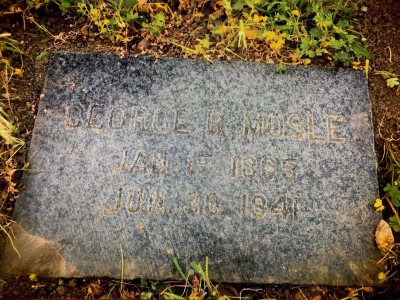 GEORGE R. MOSLE
JAN. 15 1865
JUN. 30. 1941